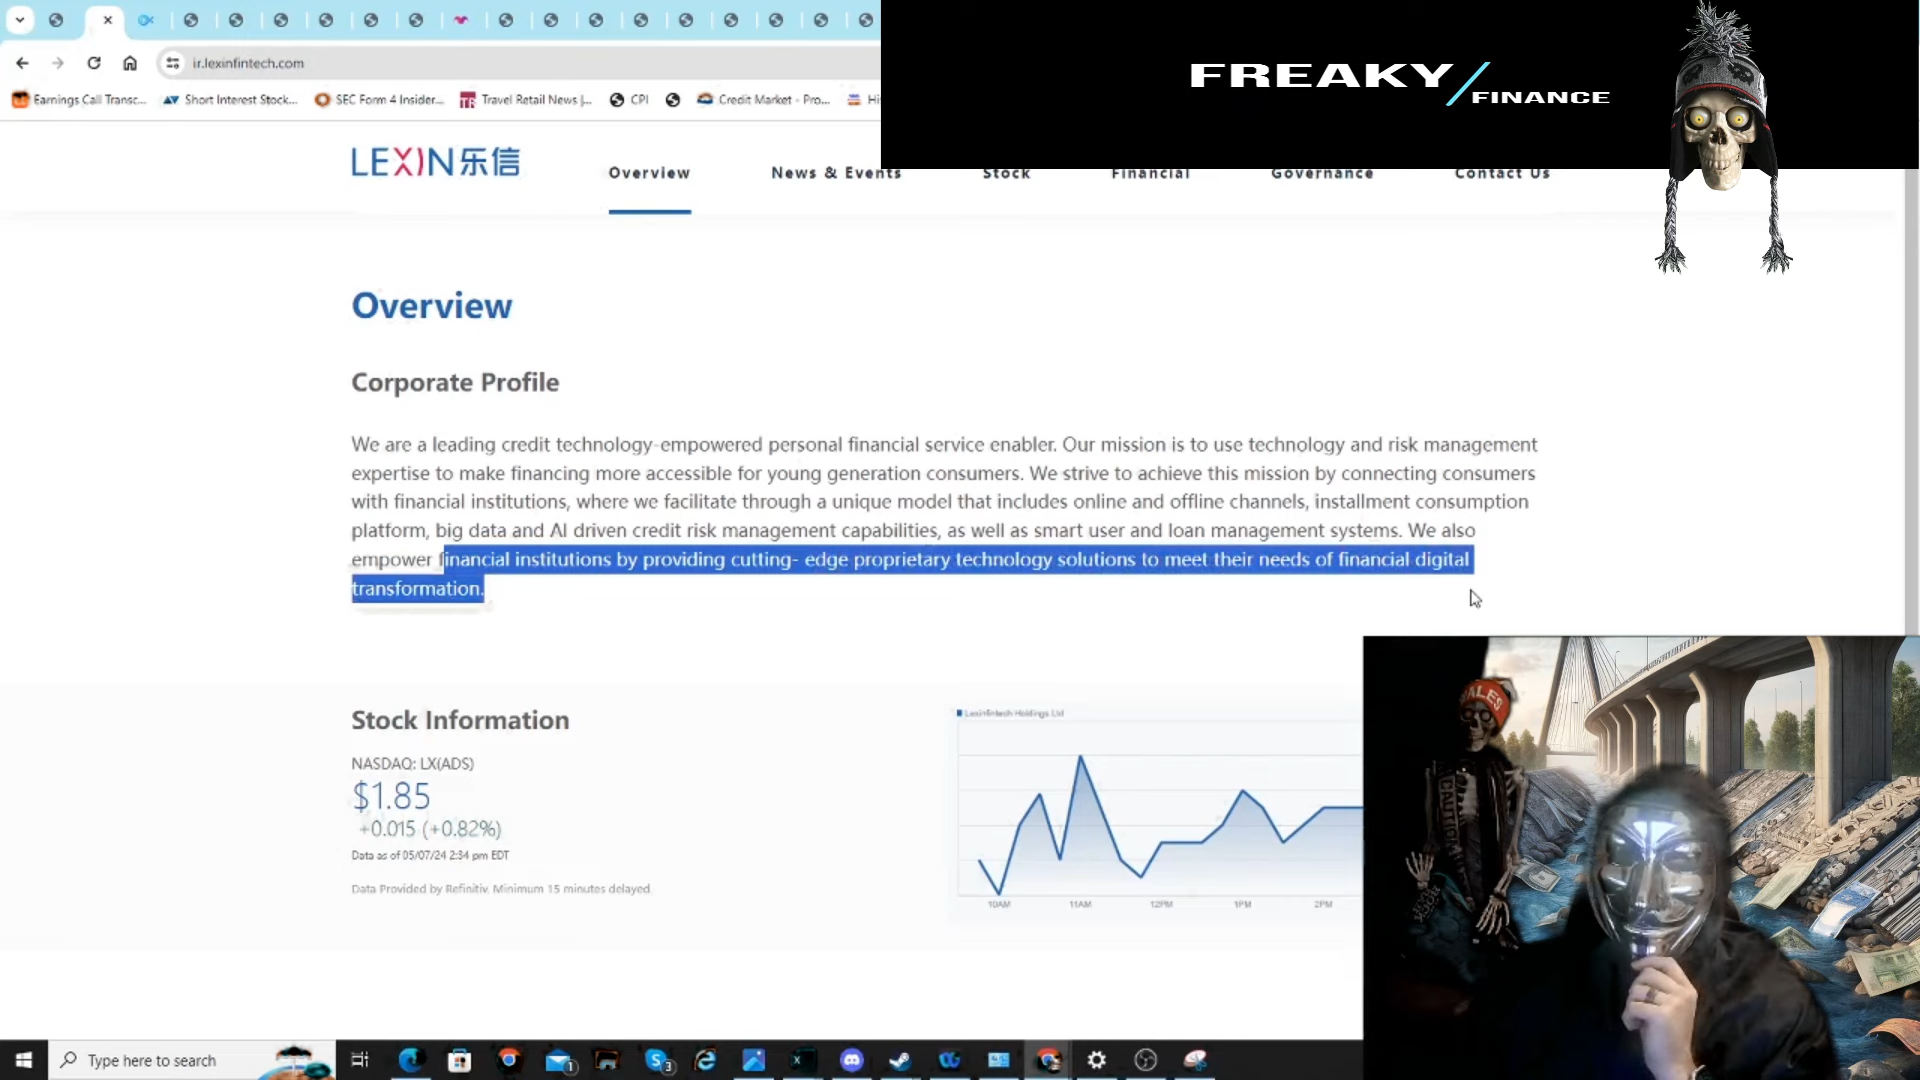 ir.lexinfintech.com
Earnings Call Transc...
Short Interest Stock...
SEC Form 4 Insider...
Travel Retail News |...
CPI
Credit Market - Pro...
FREAKY/
FINANCE
LEXIN乐信
Overview
News & Events
Stock
Financial
Governance
Contact Us
Overview
Corporate Profile
We are a leading credit technology-empowered personal financial service enabler. Our mission is to use technology and risk management
expertise to make financing more accessible for young generation consumers. We strive to achieve this mission by connecting consumers
with financial institutions, where we facilitate through a unique model that includes online and offline channels, installment consumption
platform, big data and AI driven credit risk management capabilities, as well as smart user and loan management systems. We also
empower financial institutions by providing cutting- edge proprietary technology solutions to meet their needs of financial digital
transformation.
Stock Information
NASDAQ: LX(ADS)
$1.85
+0.015 (+0.82%)
Data as of 05/07/24 2:34 pm EDT
Data Provided by Refinitiv. Minimum 15 minutes delayed.
LexinFintech Holdings Ltd
10AM
11AM
12PM
1PM
2PM
WALES
CAUTION
Type here to search